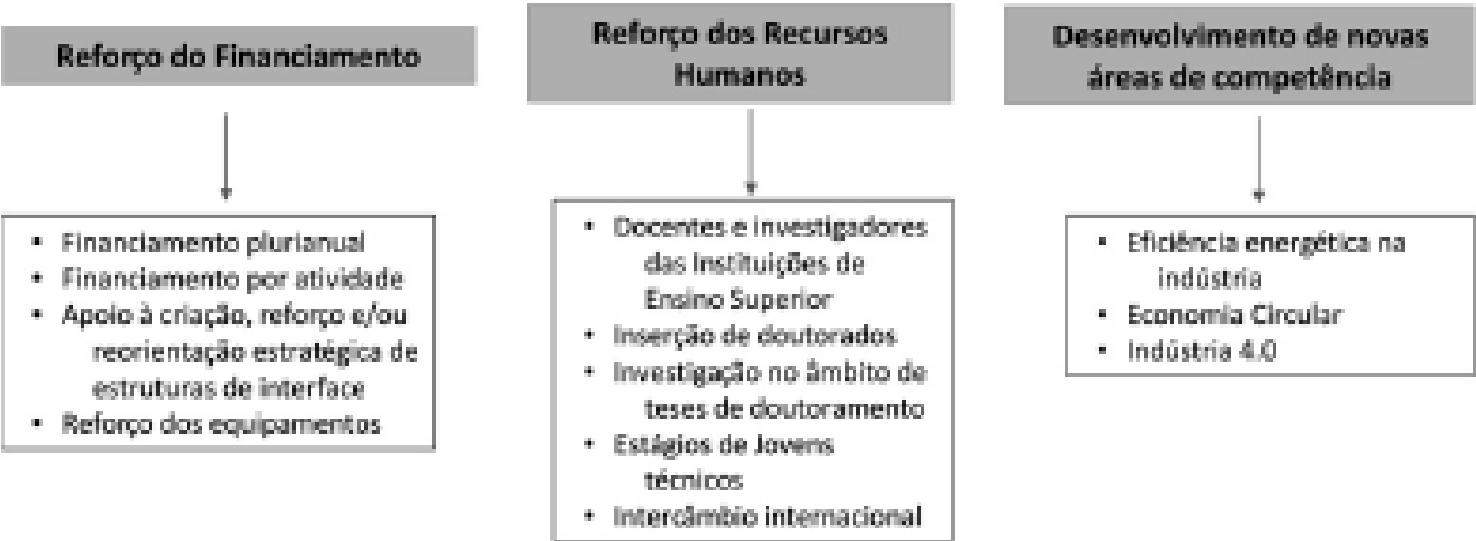 Reforço do Financiamento
• Financiamento plurianual
• Financiamento por atividade
• Apoio à criação, reforço e/ou
reorientação estratégica de
estruturas de interface
• Reforço dos equipamentos
Reforço dos Recursos
Humanos
• Docentes e investigadores
das Instituições de
Ensino Superior
• Inserção de doutorados
• Investigação no âmbito de
teses de doutoramento
• Estágios de Jovens
técnicos
• Intercâmbio internacional
Desenvolvimento de novas
áreas de competência
• Eficiência energética na
indústria
• Economia Circular
• Indústria 4.0